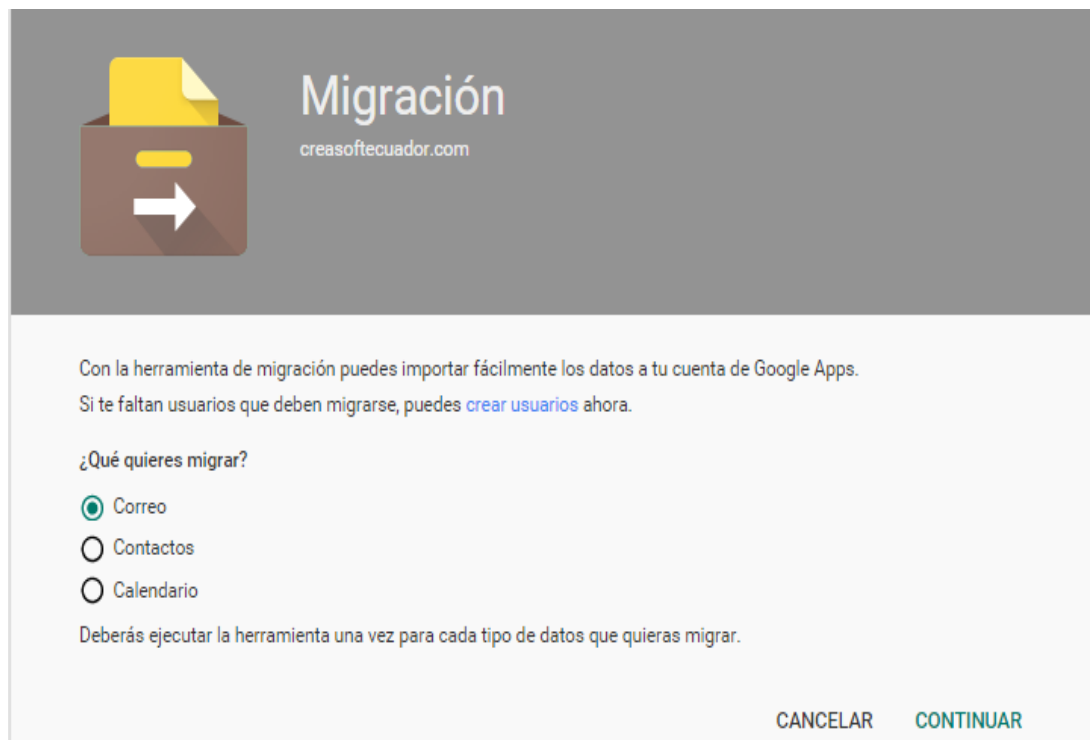 Migración
creasoftecuador.com
Con la herramienta de migración puedes importar fácilmente los datos a tu cuenta de Google Apps.
Si te faltan usuarios que deben migrarse, puedes crear usuarios ahora.
¿Qué quieres migrar?
Correo
Contactos
Calendario
Deberás ejecutar la herramienta una vez para cada tipo de datos que quieras migrar.
CANCELAR CONTINUAR